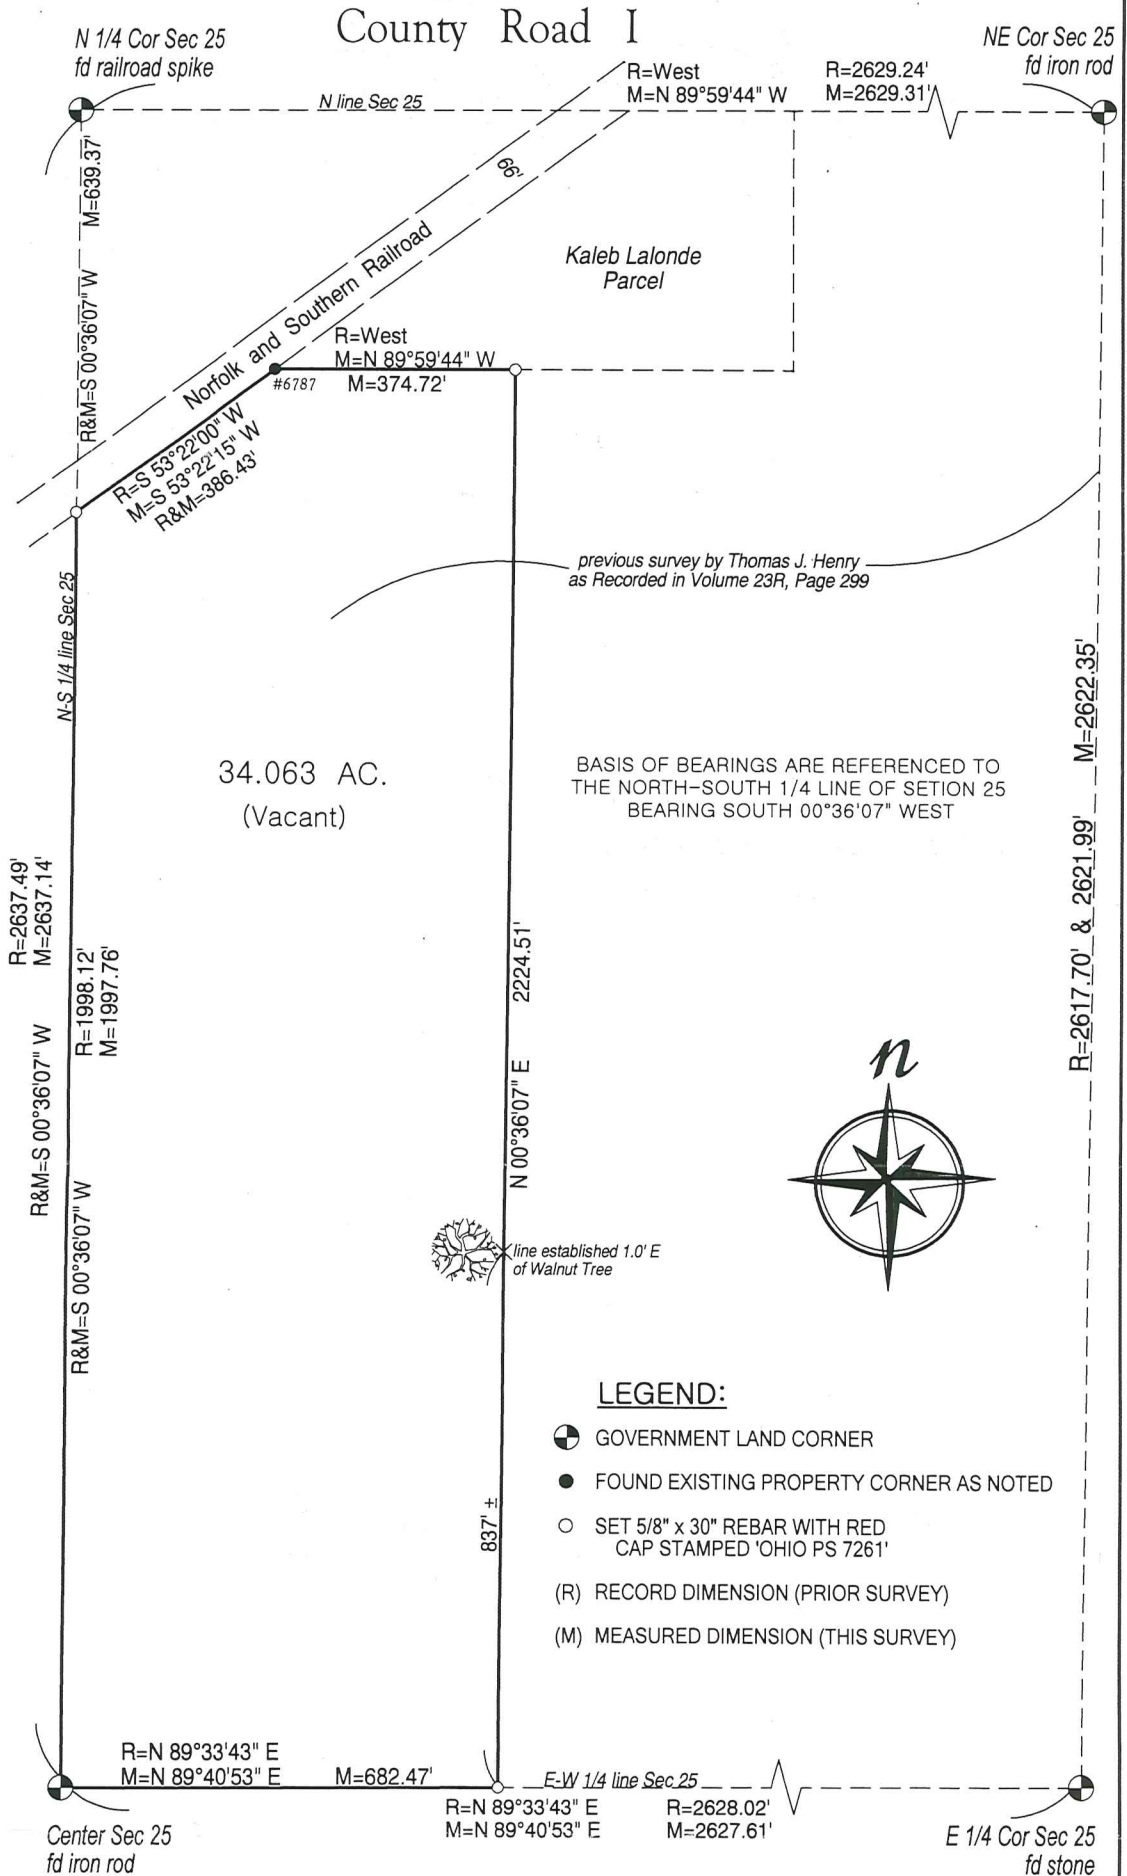 County Road I
N 1/4 Cor Sec 25
fd railroad spike
NE Cor Sec 25
fd iron rod
R=West
M=N 89°59'44" W
R=2629.24'
M=2629.31'
N line Sec 25
M=639.37'
R&M=S 00°36'07" W
66'
Norfolk and Southern Railroad
Kaleb Lalonde
Parcel
R=West
M=N 89°59'44" W
M=374.72'
#6787
R=S 53°22'00" W
M=S 53°22'15" W
R&M=386.43'
previous survey by Thomas J. Henry
as Recorded in Volume 23R, Page 299
N-S 1/4 line Sec 25
34.063 AC.
(Vacant)
BASIS OF BEARINGS ARE REFERENCED TO
THE NORTH-SOUTH 1/4 LINE OF SETION 25
BEARING SOUTH 00°36'07" WEST
R=2617.70' & 2621.99' M=2622.35'
R=2637.49'
M=2637.14'
R&M=S 00°36'07" W
R=1998.12'
M=1997.76'
R&M=S 00°36'07" W
N 00°36'07" E 2224.51'
n
line established 1.0' E
of Walnut Tree
837' ±
LEGEND:
GOVERNMENT LAND CORNER
FOUND EXISTING PROPERTY CORNER AS NOTED
SET 5/8" x 30" REBAR WITH RED
CAP STAMPED 'OHIO PS 7261'
(R) RECORD DIMENSION (PRIOR SURVEY)
(M) MEASURED DIMENSION (THIS SURVEY)
R=N 89°33'43" E
M=N 89°40'53" E M=682.47'
E-W 1/4 line Sec 25
R=N 89°33'43" E R=2628.02'
M=N 89°40'53" E M=2627.61'
Center Sec 25
fd iron rod
E 1/4 Cor Sec 25
fd stone